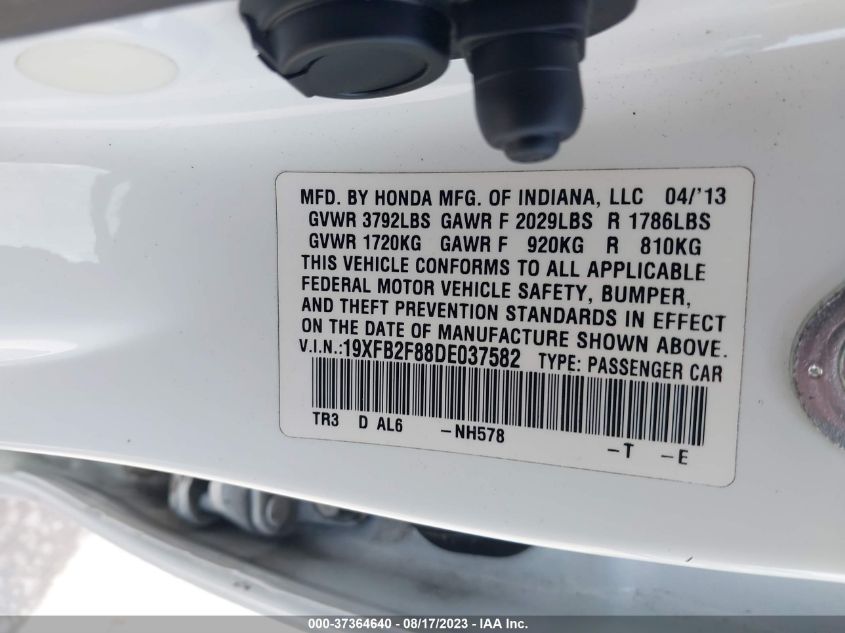 MFD. BY HONDA MFG. OF INDIANA, LLC 04/'13
GVWR 3792LBS GAWR F 2029LBS R 1786LBS
GVWR 1720KG GAWR F 920KG R 810KG
THIS VEHICLE CONFORMS TO ALL APPLICABLE
FEDERAL MOTOR VEHICLE SAFETY, BUMPER,
AND THEFT PREVENTION STANDARDS IN EFFECT
ON THE DATE OF MANUFACTURE SHOWN ABOVE.
V.I.N.:19XFB2F88DE037582 TYPE: PASSENGER CAR
TR3 D AL6 -NH578
-T -E
000-37364640 - 08/17/2023 - IAA Inc.